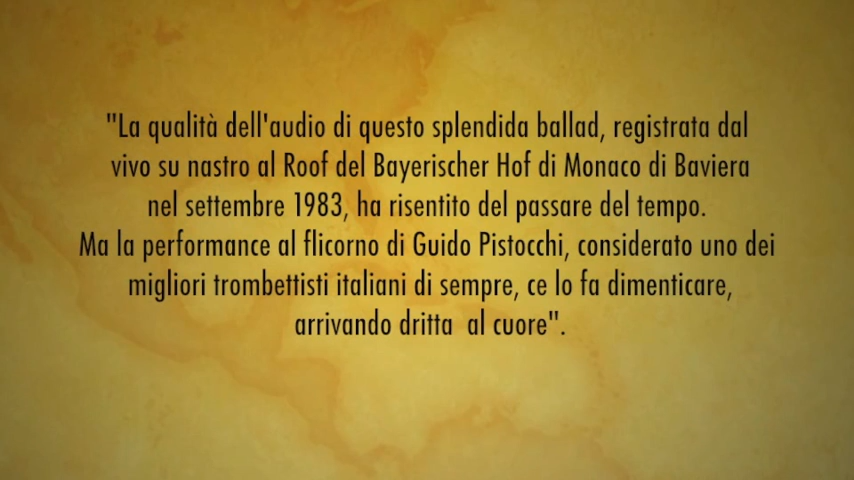 "La qualità dell'audio di questo splendida ballad, registrata dal
vivo su nastro al Roof del Bayerischer Hof di Monaco di Baviera
nel settembre 1983, ha risentito del passare del tempo.
Ma la performance al flicorno di Guido Pistocchi, considerato uno dei
migliori trombettisti italiani di sempre, ce lo fa dimenticare,
arrivando dritta  al cuore".